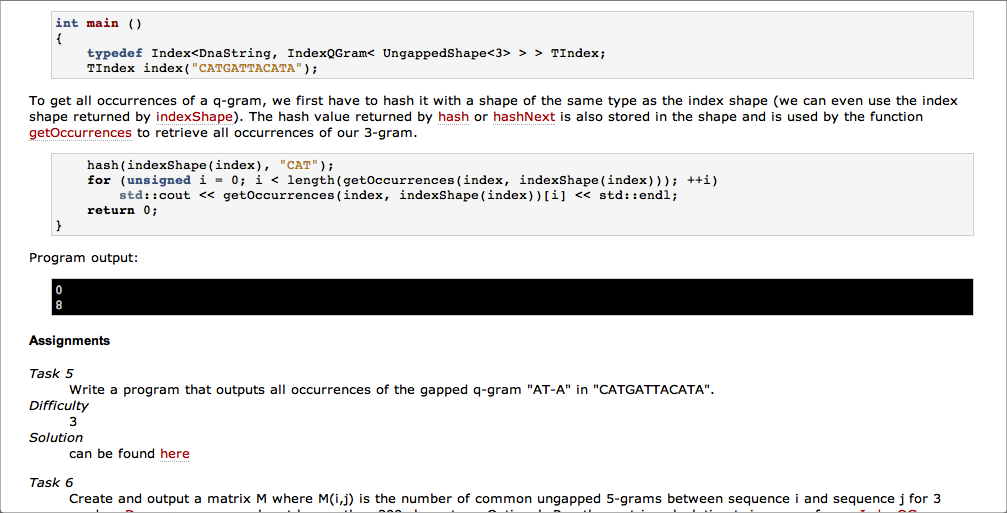 int main ()
{
    typedef Index<DnaString, IndexQGram< UngappedShape<3> > > TIndex;
    TIndex index("CATGATTACATA");
To get all occurrences of a q-gram, we first have to hash it with a shape of the same type as the index shape (we can even use the index
shape returned by indexShape). The hash value returned by hash or hashNext is also stored in the shape and is used by the function
getOccurrences to retrieve all occurrences of our 3-gram.
    hash(indexShape(index), "CAT");
    for (unsigned i = 0; i < length(getOccurrences(index, indexShape(index))); ++i)
        std::cout << getOccurrences(index, indexShape(index))[i] << std::endl;
    return 0;
}
Program output:
0
8
Assignments
Task 5
Write a program that outputs all occurrences of the gapped q-gram "AT-A" in "CATGATTACATA".
Difficulty
3
Solution
can be found here
Task 6
Create and output a matrix M where M(i,j) is the number of common ungapped 5-grams between sequence i and sequence j for 3